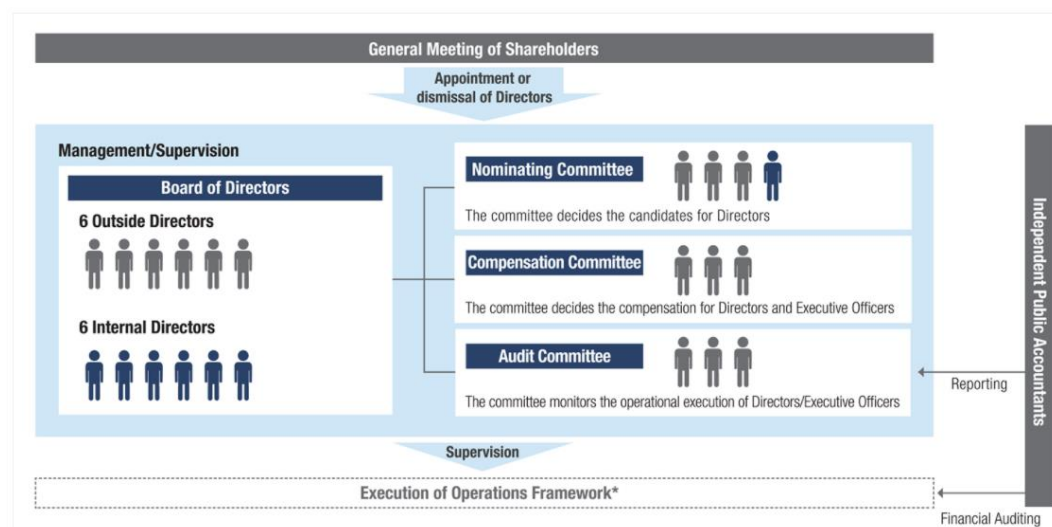 General Meeting of Shareholders
Appointment or
dismissal of Directors
Management/Supervision
Board of Directors
6 Outside Directors
6 Internal Directors
Nominating Committee
The committee decides the candidates for Directors
Compensation Committee
The committee decides the compensation for Directors and Executive Officers
Audit Committee
The committee monitors the operational execution of Directors/Executive Officers
Independent Public Accountants
Reporting
Supervision
Execution of Operations Framework*
Financial Auditing